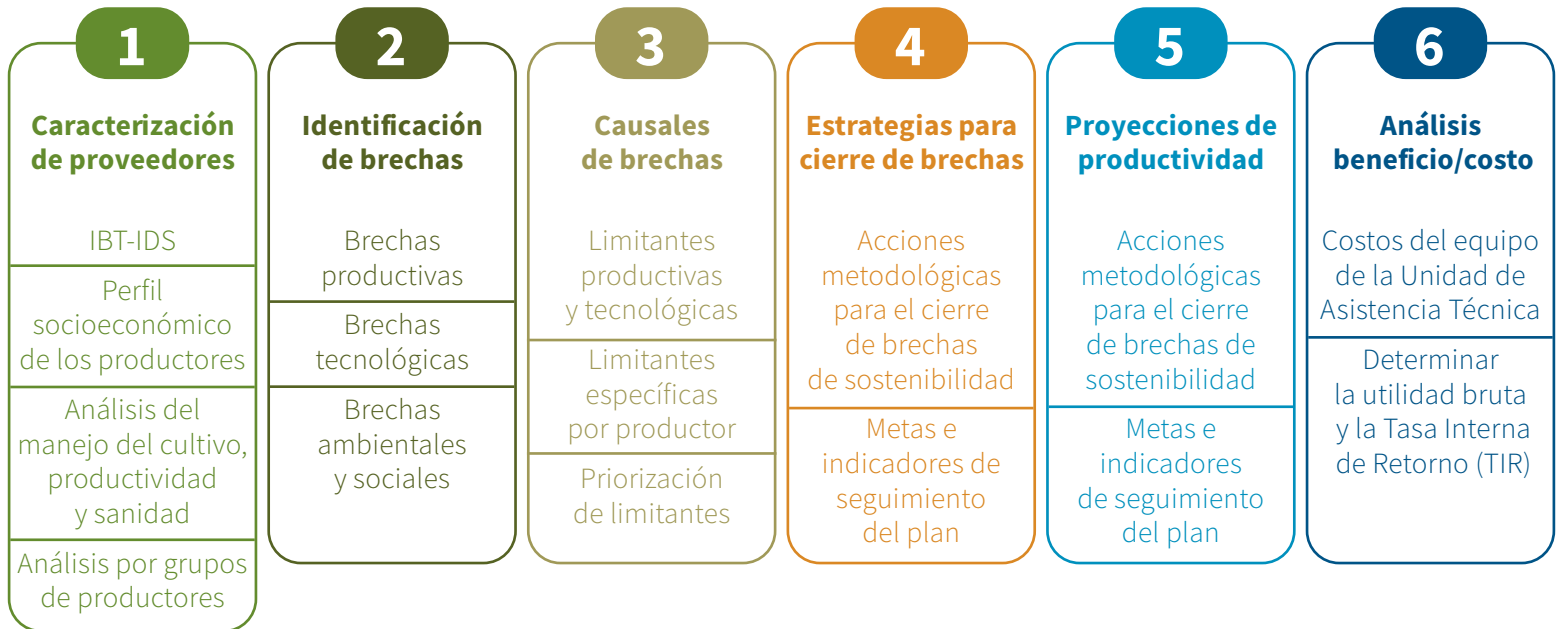 1
Caracterización
de proveedores
IBT-IDS
Perfil
socioeconómico
de los productores
Análisis del
manejo del cultivo,
productividad
y sanidad
Análisis por grupos
de productores
2
Identificación
de brechas
Brechas
productivas
Brechas
tecnológicas
Brechas
ambientales
y sociales
3
Causales
de brechas
Limitantes
productivas
y tecnológicas
Limitantes
específicas
por productor
Priorización
de limitantes
4
Estrategias para
cierre de brechas
Acciones
metodológicas
para el cierre
de brechas
de sostenibilidad
Metas e
indicadores de
seguimiento
del plan
5
Proyecciones de
productividad
Acciones
metodológicas
para el cierre
de brechas de
sostenibilidad
Metas e
indicadores
de seguimiento
del plan
6
Análisis
beneficio/costo
Costos del equipo
de la Unidad de
Asistencia Técnica
Determinar
la utilidad bruta
y la Tasa Interna
de Retorno (TIR)